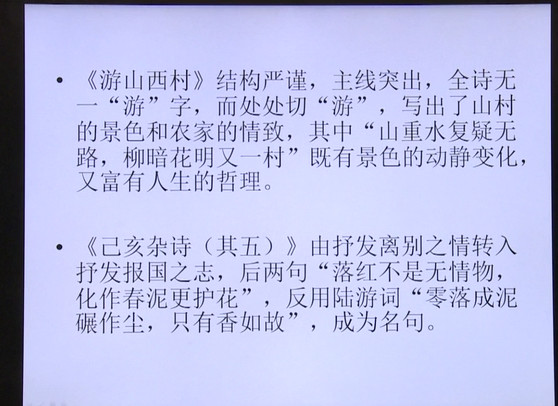 • 《游山西村》结构严谨，主线突出，全诗无
一“游”字，而处处切“游”，写出了山村
的景色和农家的情致，其中“山重水复疑无
路，柳暗花明又一村”既有景色的动静变化，
又富有人生的哲理。
• 《己亥杂诗（其五）》由抒发离别之情转入
抒发报国之志，后两句“落红不是无情物，
化作春泥更护花”，反用陆游词“零落成泥
碾作尘，只有香如故”，成为名句。